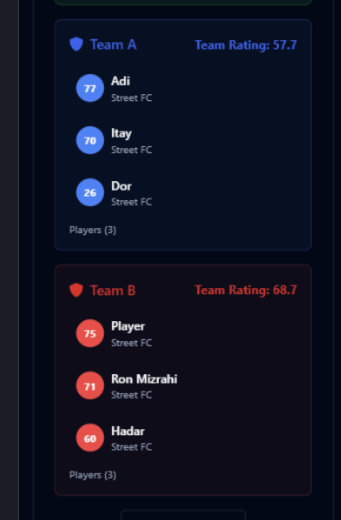 Team A
Team Rating: 57.7
77
Adi
Street FC
70
Itay
Street FC
26
Dor
Street FC
Players (3)
Team B
Team Rating: 68.7
75
Player
Street FC
71
Ron Mizrahi
Street FC
60
Hadar
Street FC
Players (3)